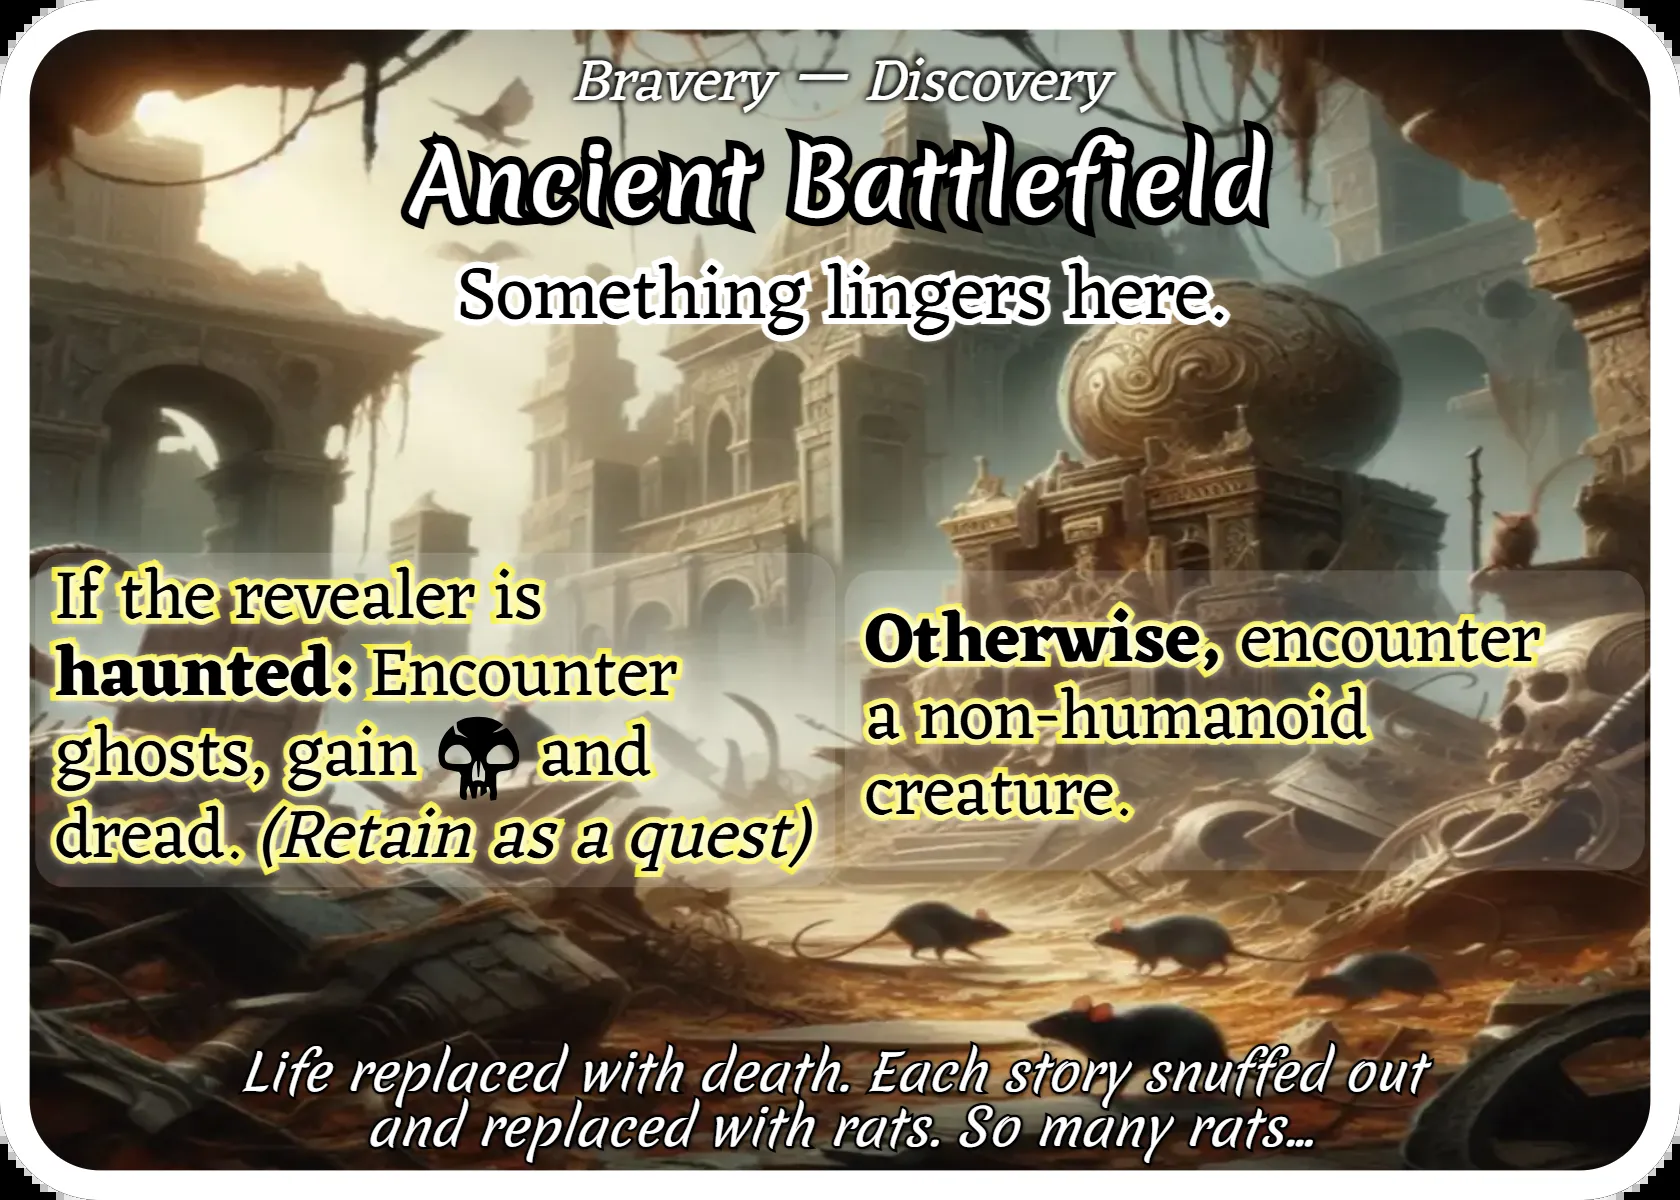 Bravery — Discovery
Ancient Battlefield
Something lingers here.
If the revealer is
haunted: Encounter
ghosts, gain and
dread. (Retain as a quest)
Otherwise, encounter
a non-humanoid
creature.
Life replaced with death. Each story snuffed out
and replaced with rats. So many rats...